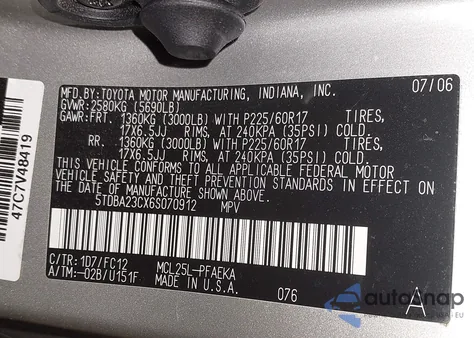 47C7V48419
MFD.BY:TOYOTA MOTOR MANUFACTURING, INDIANA, INC. 07/06
GVWR:2580KG (5690LB)
GAWR:FRT. 1360KG (3000LB) WITH P225/60R17 TIRES,
17X6.5JJ RIMS, AT 240KPA (35PSI) COLD.
RR. 1360KG (3000LB) WITH P225/60R17 TIRES,
17X6.5JJ RIMS, AT 240KPA (35PSI) COLD.
THIS VEHICLE CONFORMS TO ALL APPLICABLE FEDERAL MOTOR
VEHICLE SAFETY STANDARDS IN EFFECT ON THE DATE OF
MANUFACTURE SHOWN ABOVE.
5TDBA23CX6S070912 MPV
C/TR: 1D7/FC12 MCL25L-PFAEKA
A/TM:-02B/U151F MADE IN U.S.A. 076 A
autosnap